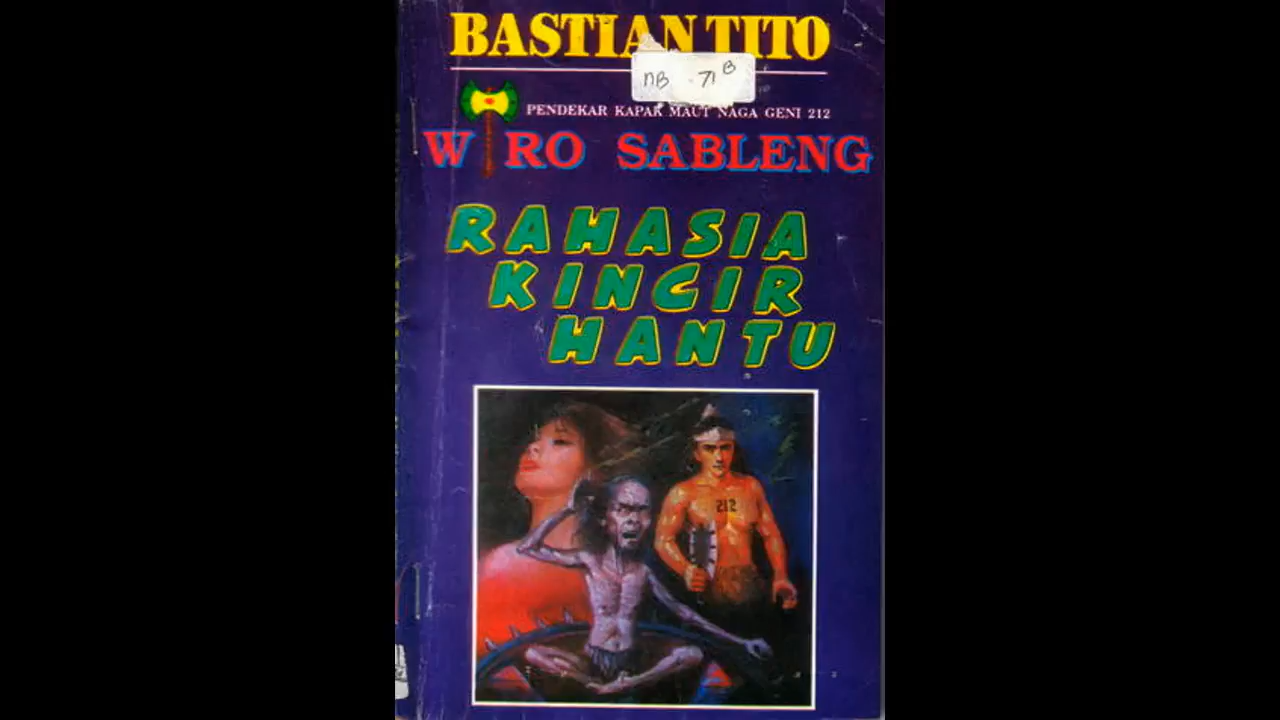 BASTIAN TITO
nB . 71 B
PENDEKAR KAPAK MAUT NAGA GENI 212
WIRO SABLENG
RAHASIA
KINCIR
HANTU
212